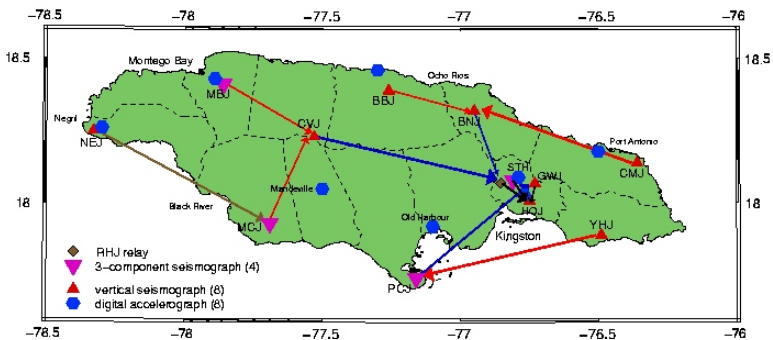 -78.5 -78 -77.5 -77 -76.5 -76
18.5 18.5
Montego Bay
MBJ
Ocho Rios
BBJ
BNJ
Negril
NEJ
CVJ
Port Antonio
CMJ
STH
GWJ
Mandeville
18 18
Black River
MCJ
Old Harbour
HOJ
Kingston
YHJ
PCJ
RHJ relay
3-component seismograph (4)
vertical seismograph (8)
digital accelerograph (8)
-78.5 -78 -77.5 -77 -76.5 -76